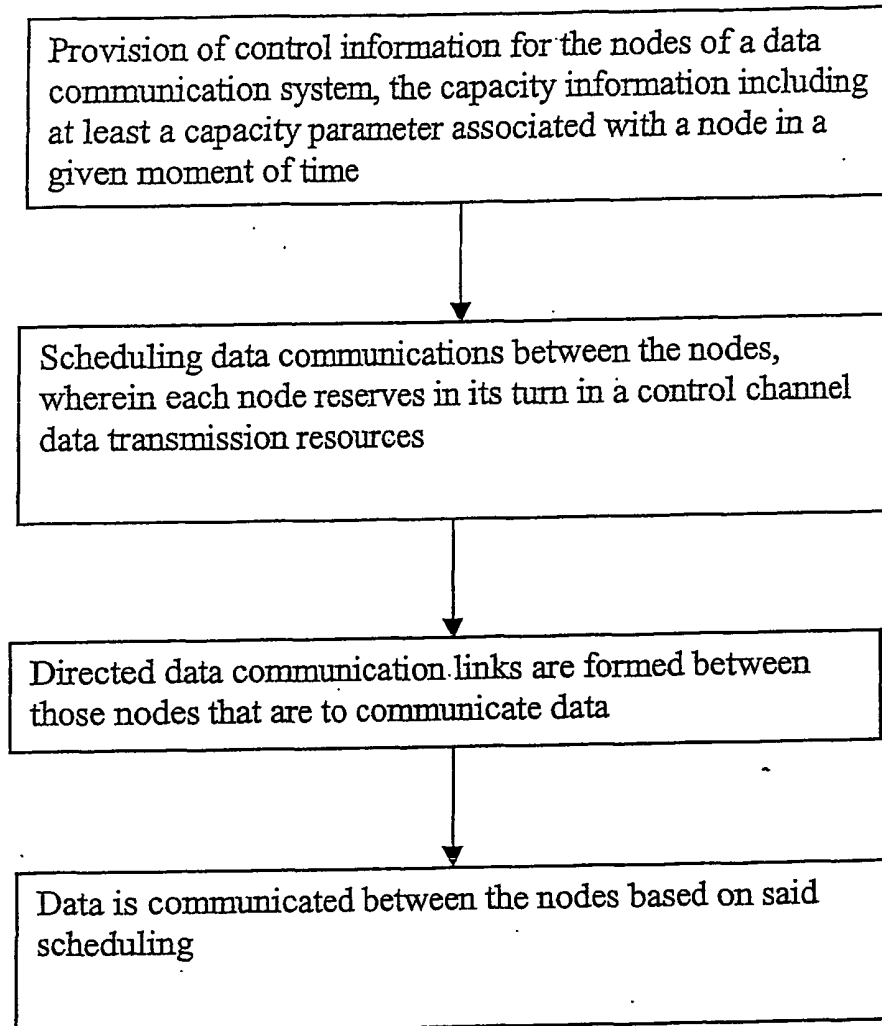 Provision of control information for the nodes of a data
communication system, the capacity information including
at least a capacity parameter associated with a node in a
given moment of time
Scheduling data communications between the nodes,
wherein each node reserves in its turn in a control channel
data transmission resources
Directed data communication links are formed between
those nodes that are to communicate data
Data is communicated between the nodes based on said
scheduling